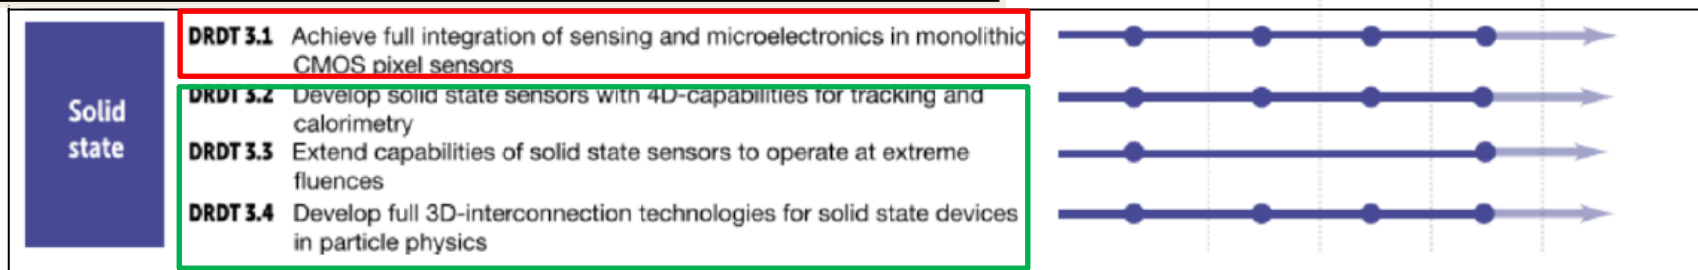 Solid
state
DRDT 3.1 Achieve full integration of sensing and microelectronics in monolithic
CMOS pixel sensors
DRDT 3.2 Develop solid state sensors with 4D-capabilities for tracking and
calorimetry
DRDT 3.3 Extend capabilities of solid state sensors to operate at extreme
fluences
DRDT 3.4 Develop full 3D-interconnection technologies for solid state devices
in particle physics